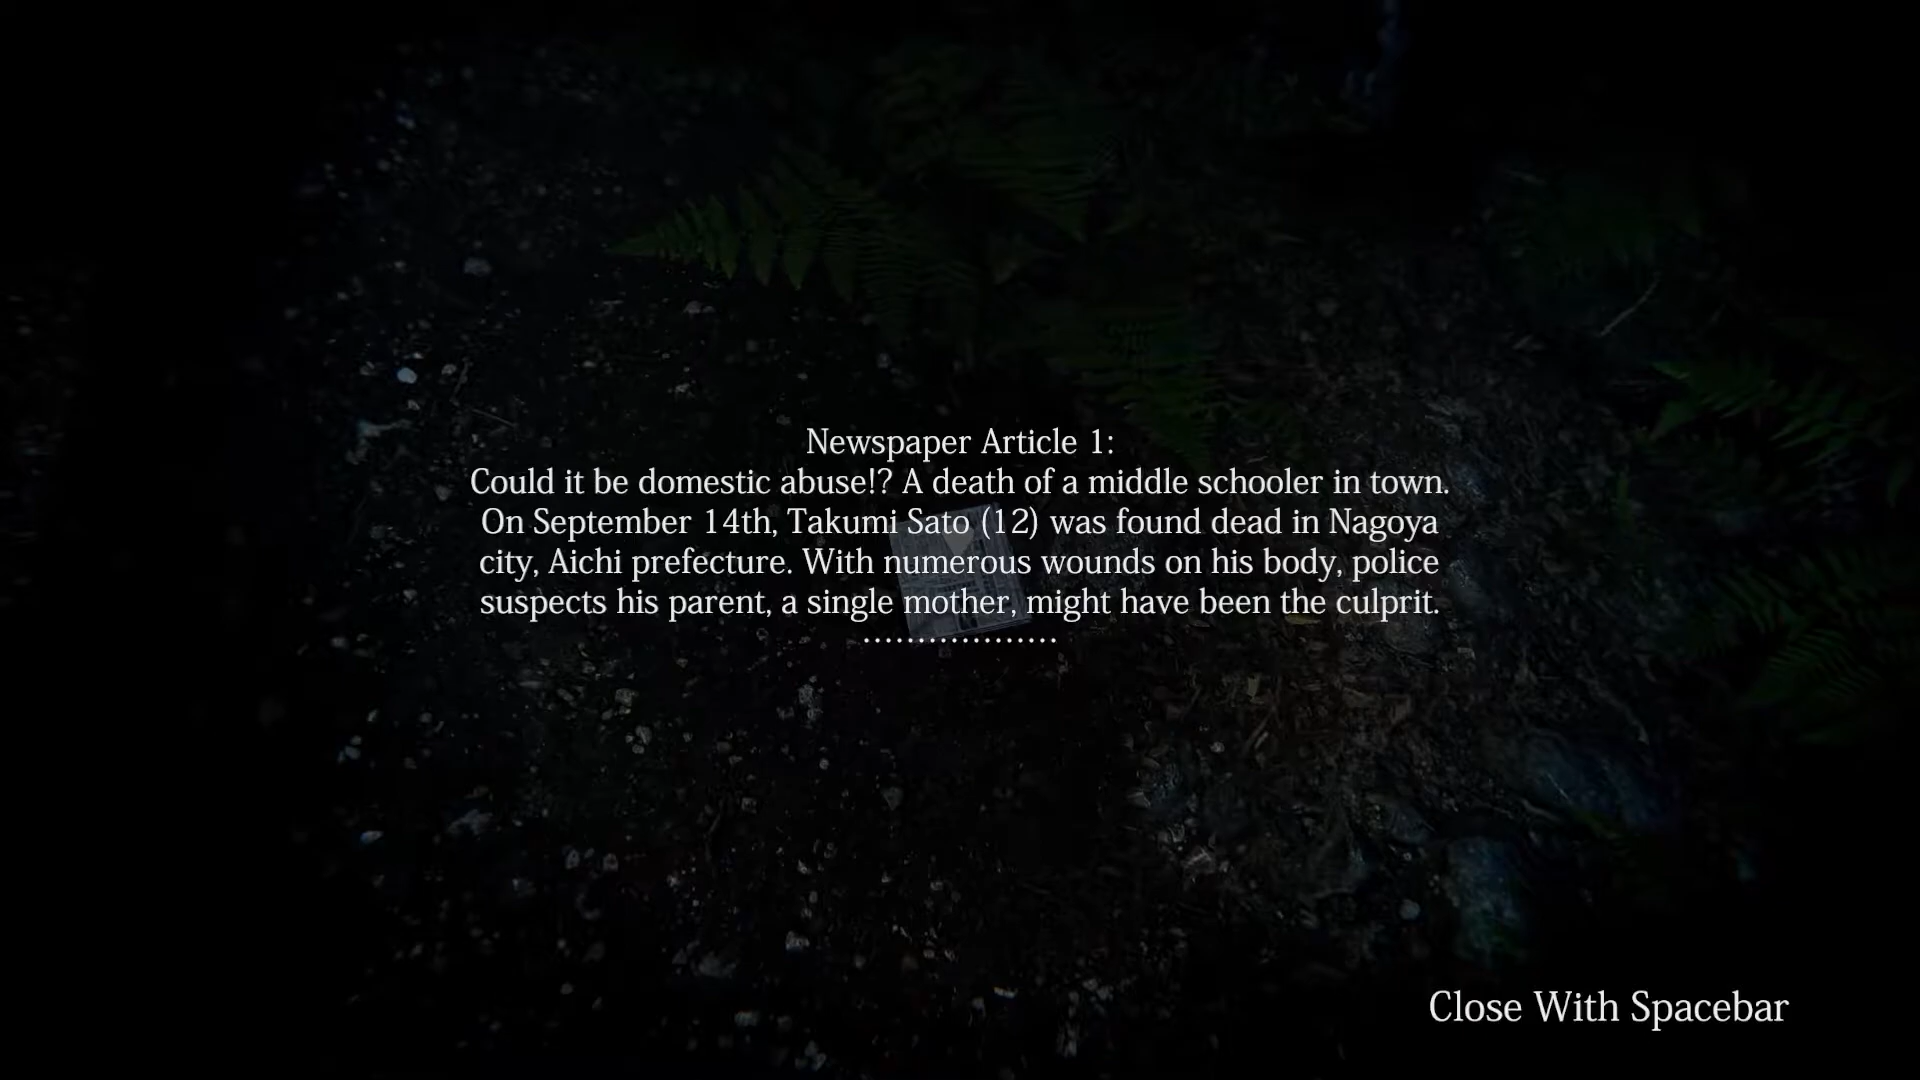 Newspaper Article 1:
Could it be domestic abuse!? A death of a middle schooler in town.
On September 14th, Takumi Sato (12) was found dead in Nagoya
city, Aichi prefecture. With numerous wounds on his body, police
suspects his parent, a single mother, might have been the culprit.
..................
Close With Spacebar